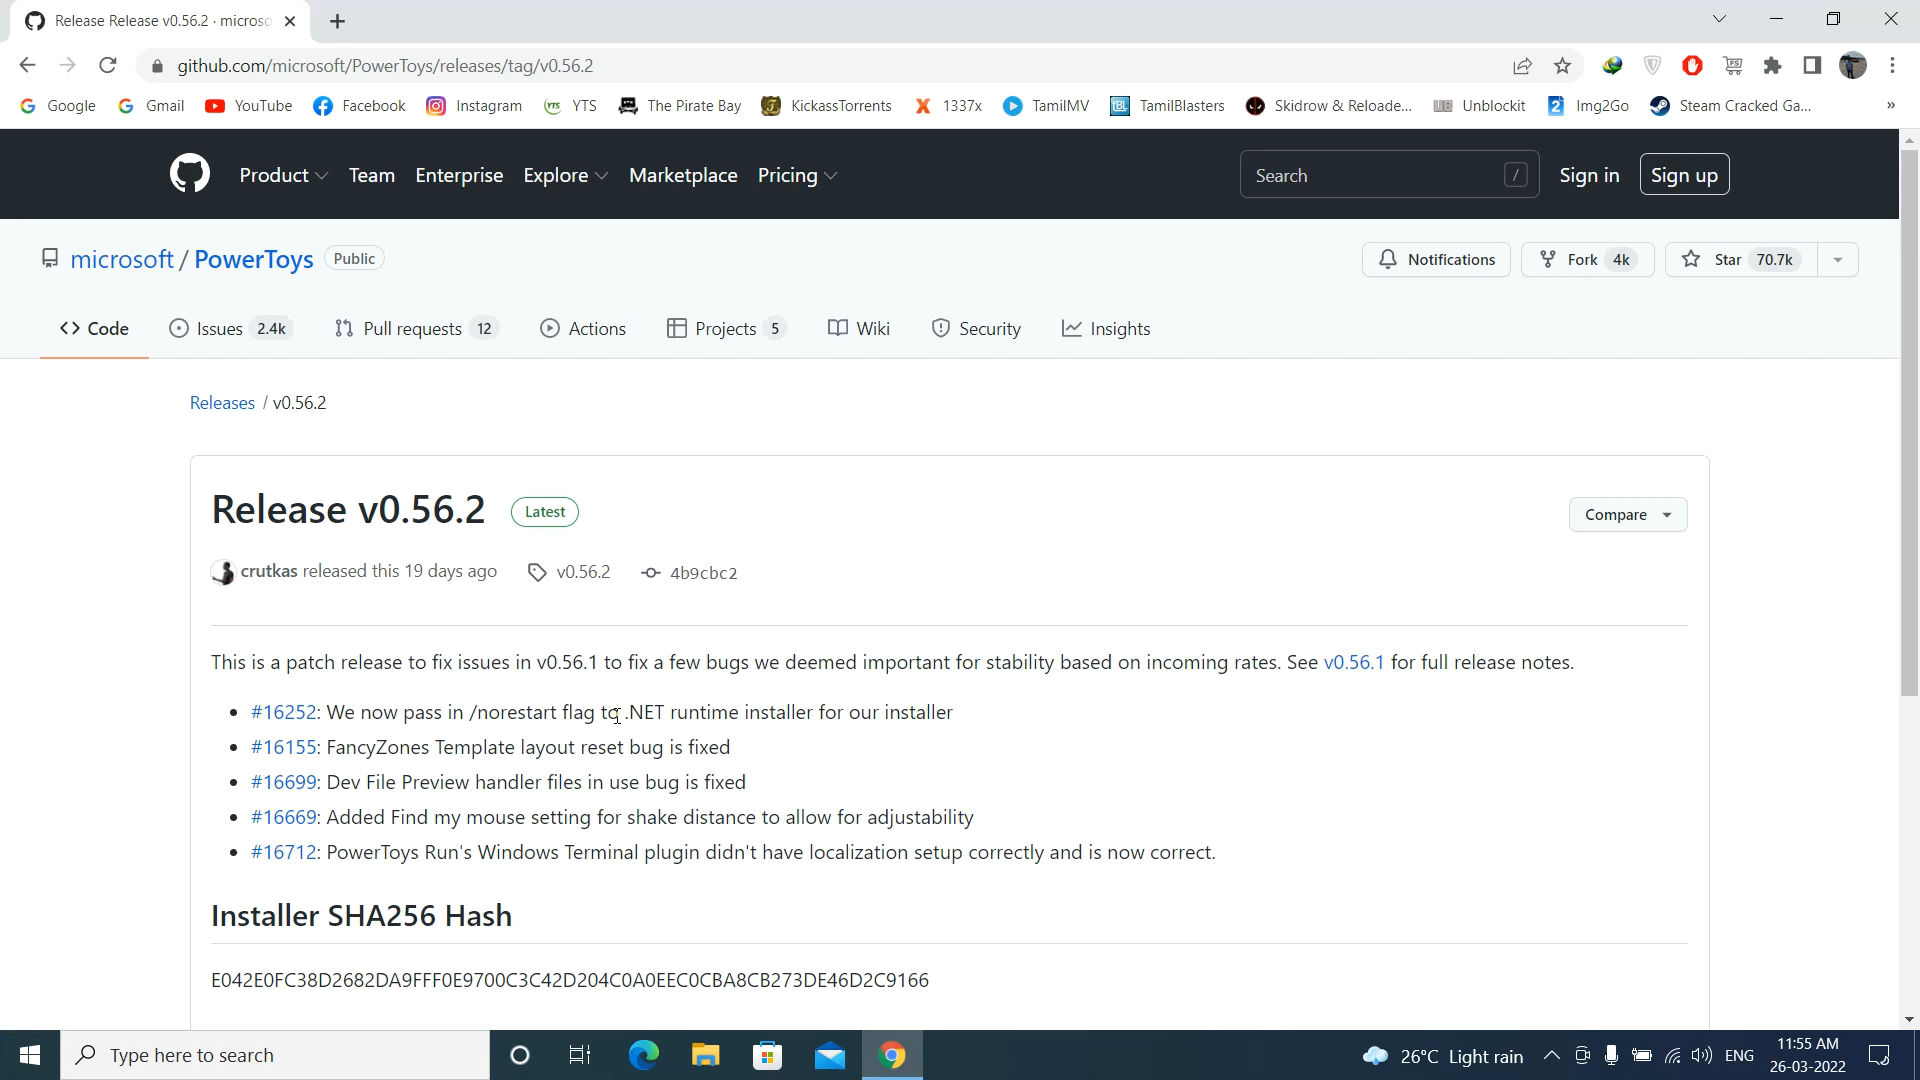 Release Release v0.56.2 · microso
github.com/microsoft/PowerToys/releases/tag/v0.56.2
Google Gmail YouTube Facebook Instagram YTS The Pirate Bay KickassTorrents 1337x TamilMV TamilBlasters Skidrow & Reloade... Unblockit Img2Go Steam Cracked Ga... »
Product Team Enterprise Explore Marketplace Pricing Search / Sign in Sign up
microsoft / PowerToys Public Notifications Fork 4k Star 70.7k
<> Code Issues 2.4k Pull requests 12 Actions Projects 5 Wiki Security Insights
Releases / v0.56.2
Release v0.56.2 Latest Compare
crutkas released this 19 days ago v0.56.2 4b9cbc2
This is a patch release to fix issues in v0.56.1 to fix a few bugs we deemed important for stability based on incoming rates. See v0.56.1 for full release notes.
• #16252: We now pass in /norestart flag to .NET runtime installer for our installer
• #16155: FancyZones Template layout reset bug is fixed
• #16699: Dev File Preview handler files in use bug is fixed
• #16669: Added Find my mouse setting for shake distance to allow for adjustability
• #16712: PowerToys Run's Windows Terminal plugin didn't have localization setup correctly and is now correct.
Installer SHA256 Hash
E042E0FC38D2682DA9FFF0E9700C3C42D204C0A0EEC0CBA8CB273DE46D2C9166
Type here to search 26°C Light rain ENG 11:55 AM
26-03-2022